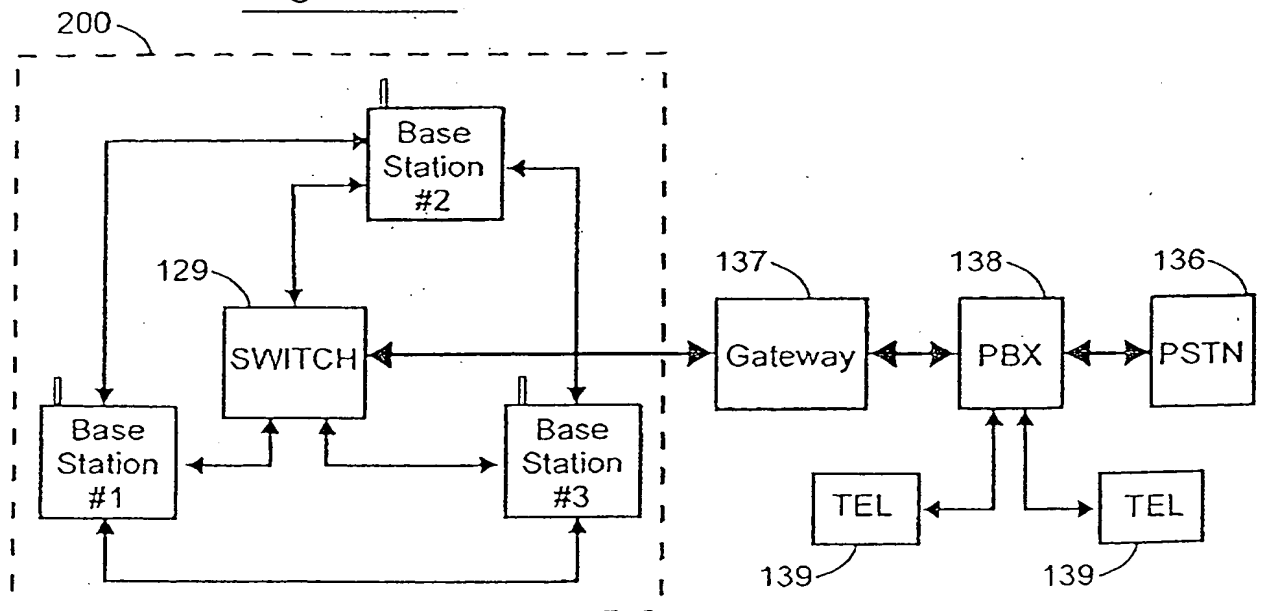 200
Base
Station
#2
129
SWITCH
137
Gateway
138
PBX
136
PSTN
Base
Station
#1
Base
Station
#3
TEL
139
TEL
139